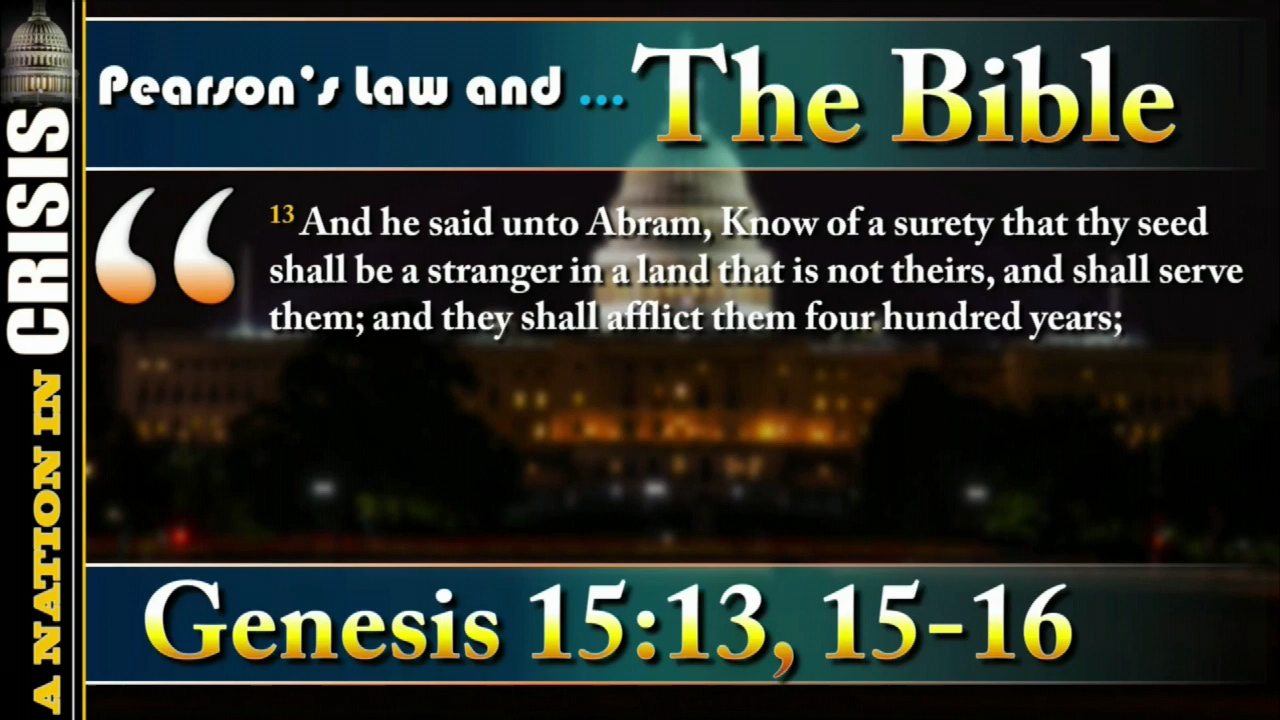 Pearson's Law and ... The Bible
13 And he said unto Abram, Know of a surety that thy seed
shall be a stranger in a land that is not theirs, and shall serve
them; and they shall afflict them four hundred years;
Genesis 15:13, 15-16
A NATION IN CRISIS